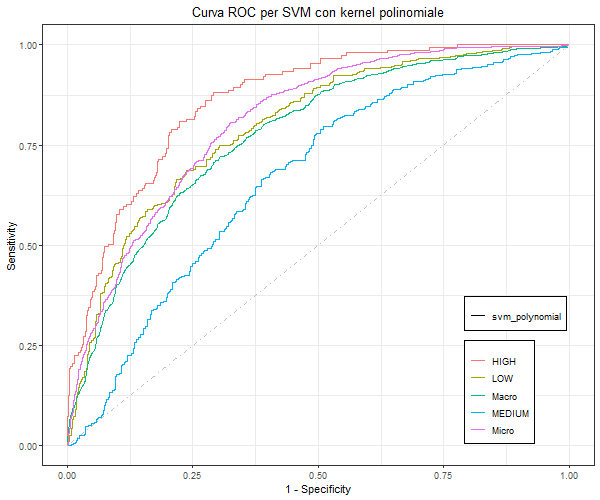 Curva ROC per SVM con kernel polinomiale
1.00
0.75
0.50
0.25
0.00
Sensitivity
0.00 0.25 0.50 0.75 1.00
1 - Specificity
svm_polynomial
HIGH
LOW
Macro
MEDIUM
Micro